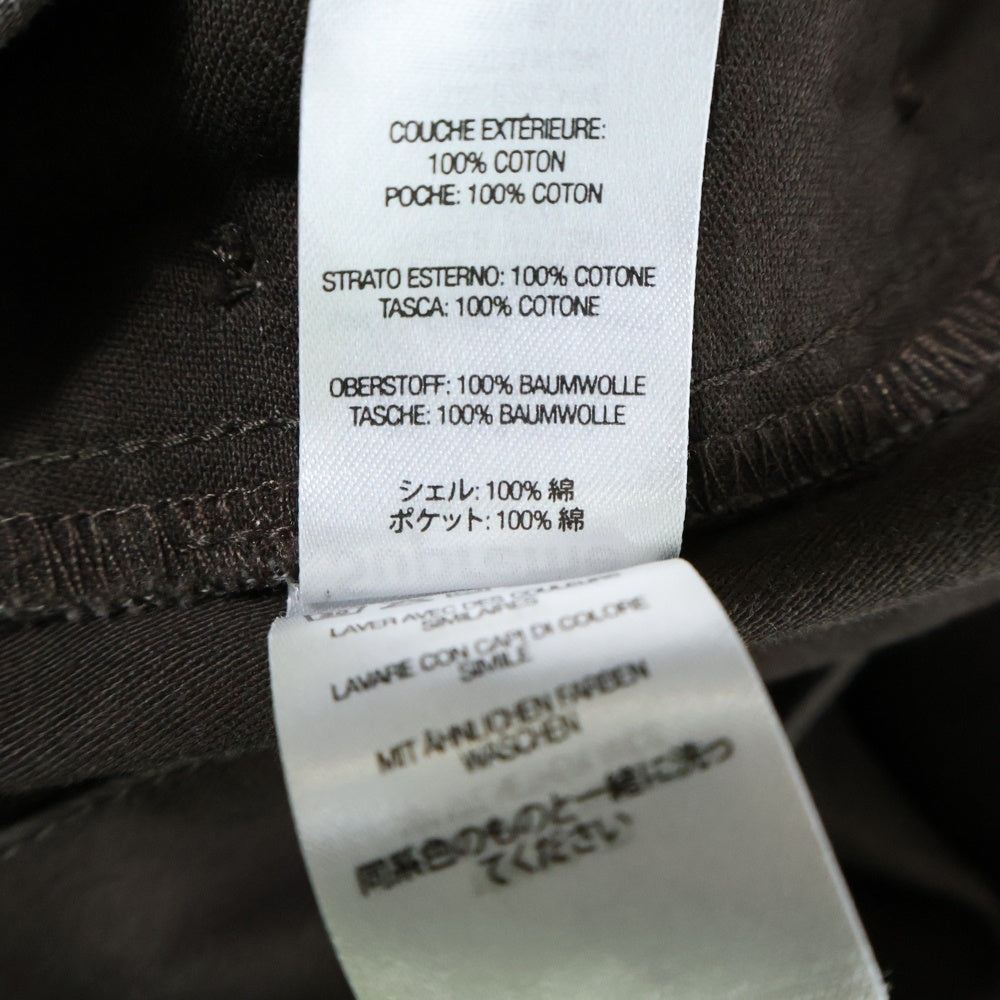 COUCHE EXTÉRIEURE:
100% COTON
POCHE: 100% COTON
STRATO ESTERNO: 100% COTONE
TASCA: 100% COTONE
OBERSTOFF: 100% BAUMWOLLE
TASCHE: 100% BAUMWOLLE
シェル: 100% 綿
ポケット: 100% 綿
LAVER AVEC
SIMILAIRES
LAVARE CON CAPI DI COLORE
SIMILE
MIT ÄHNLICHEN FARBEN
WASCHEN
同系色のものと一緒に洗っ
てください